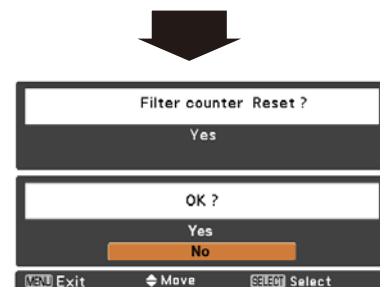 Filter counter Reset ?
Yes
OK ?
Yes
No
MENU Exit Move SELECT Select